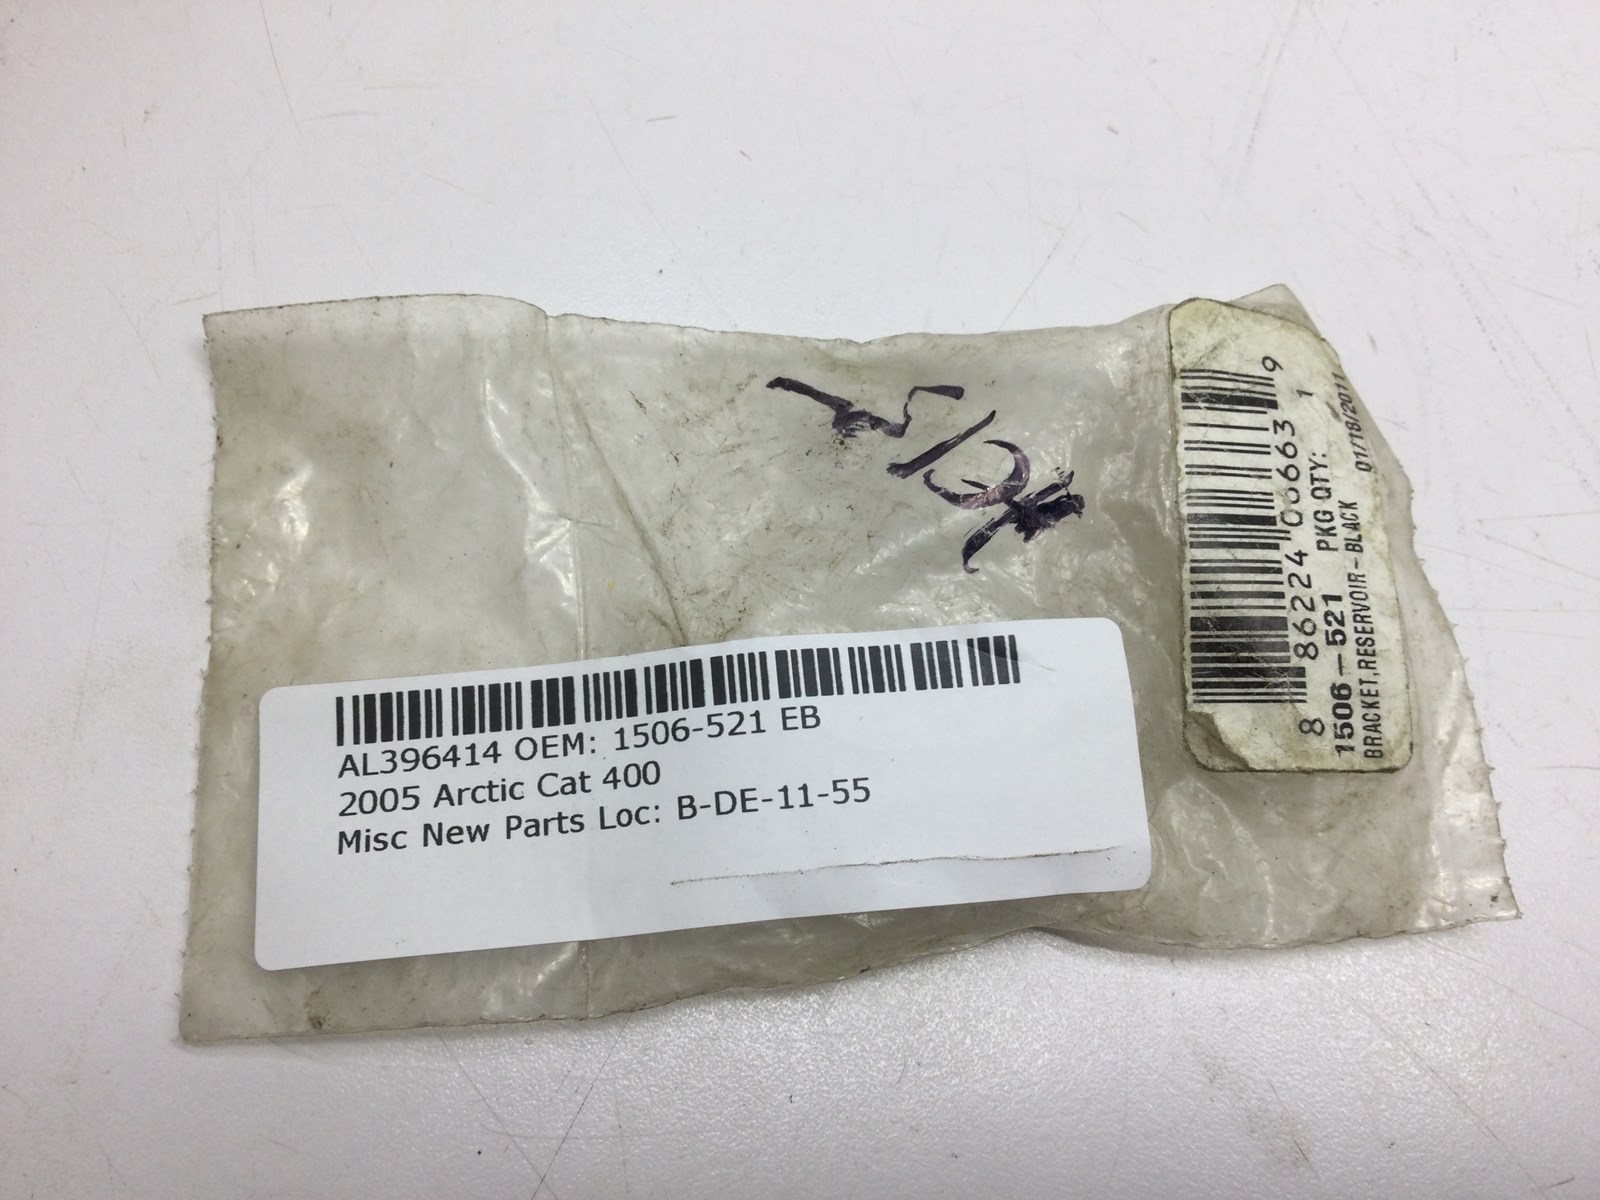 AL396414 OEM: 1506-521 EB
2005 Arctic Cat 400
Misc New Parts Loc: B-DE-11-55
8 86224 00663 9
1506-521 PKG QTY: 1
BRACKET,RESERVOIR-BLACK 01/18/2011